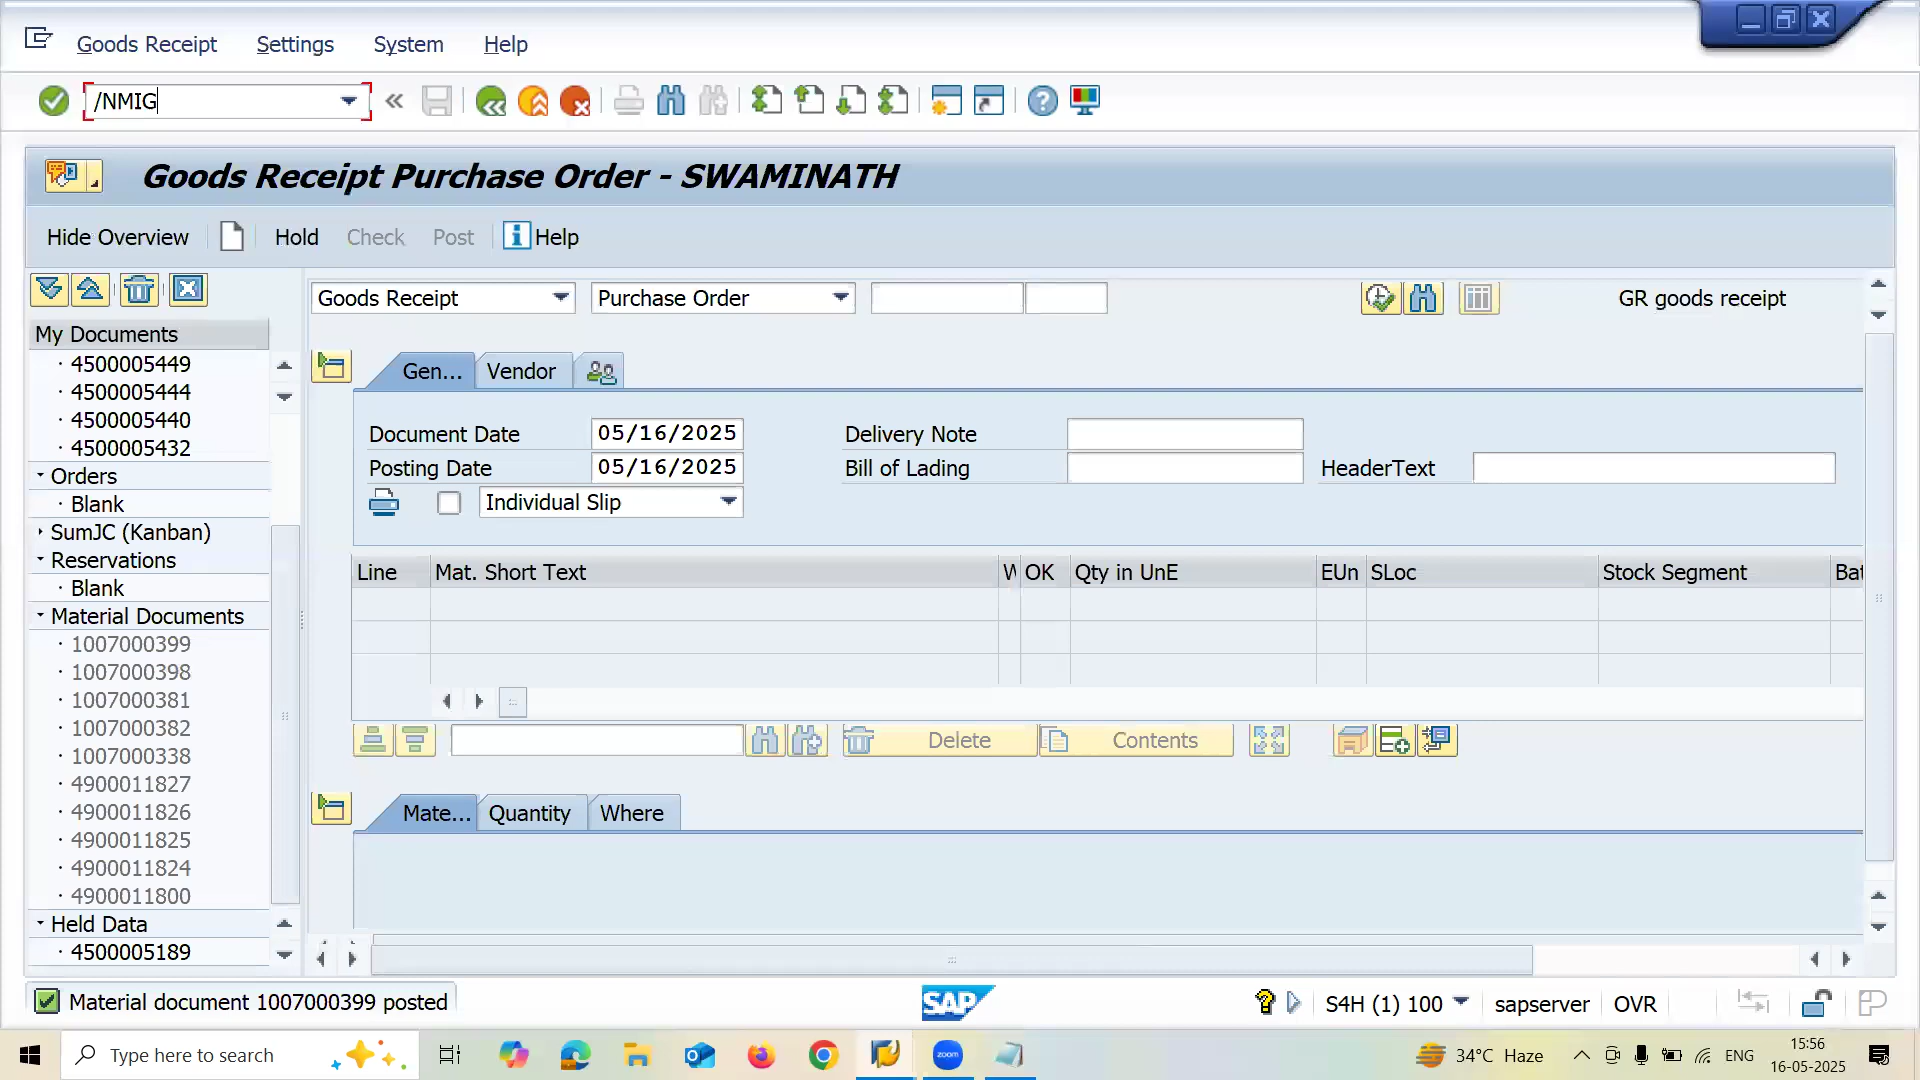 Goods Receipt Settings System Help
/NMIG
Goods Receipt Purchase Order - SWAMINATH
Hide Overview Hold Check Post Help
Goods Receipt Purchase Order GR goods receipt
My Documents
4500005449
4500005444
4500005440
4500005432
Orders
Blank
SumJC (Kanban)
Reservations
Blank
Material Documents
1007000399
1007000398
1007000381
1007000382
1007000338
4900011827
4900011826
4900011825
4900011824
4900011800
Held Data
4500005189
Gen... Vendor
Document Date 05/16/2025 Delivery Note
Posting Date 05/16/2025 Bill of Lading HeaderText
Individual Slip
Line Mat. Short Text OK Qty in UnE EUn SLoc Stock Segment Bat
Delete Contents
Mate... Quantity Where
Material document 1007000399 posted SAP S4H (1) 100 sapserver OVR
Type here to search zoom 34°C Haze ENG 15:56
16-05-2025